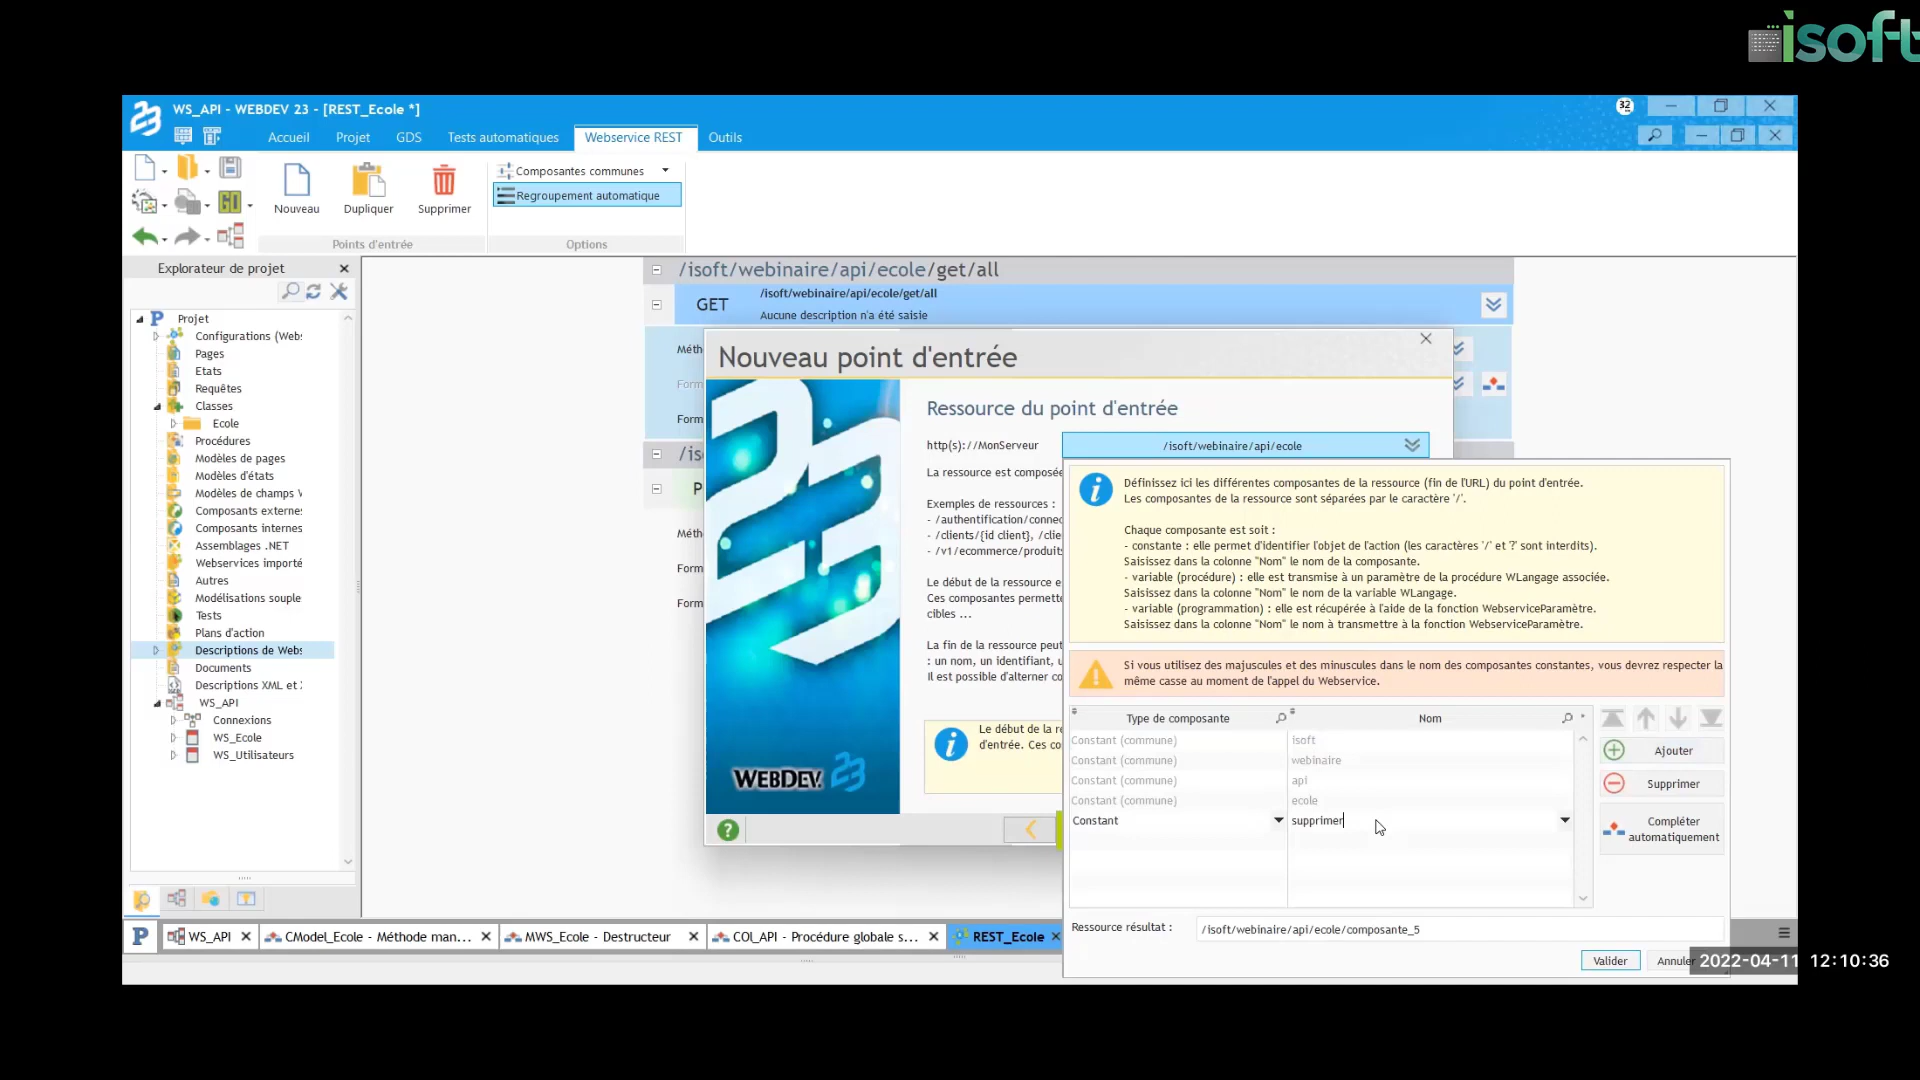 isoft
WS_API - WEBDEV 23 - [REST_Ecole *]
32
Accueil
Projet
GDS
Tests automatiques
Webservice REST
Outils
Nouveau
Dupliquer
Supprimer
Composantes communes
Regroupement automatique
Points d'entrée
Options
GO
Explorateur de projet
Projet
Configurations (Webs
Pages
Etats
Requêtes
Classes
Ecole
Procédures
Modèles de pages
Modèles d'états
Modèles de champs
Composants externe:
Composants internes
Assemblages .NET
Webservices importé
Autres
Modélisations souple
Tests
Plans d'action
Descriptions de Webs
Documents
Descriptions XML et
WS_API
Connexions
WS_Ecole
WS_Utilisateurs
/isoft/webinaire/api/ecole/get/all
GET
/isoft/webinaire/api/ecole/get/all
Aucune description n'a été saisie
Méth
Form
Form
/is
P
Méth
Form
Form
Nouveau point d'entrée
WEBDEV 23
Ressource du point d'entrée
http(s)://MonServeur
/isoft/webinaire/api/ecole
La ressource est composée
Exemples de ressources :
- /authentification/conne
- /clients/{id client}, /clie
- /v1/ecommerce/produit
Le début de la ressource e
Ces composantes permette
cibles ...
La fin de la ressource peut
: un nom, un identifiant, u
Il est possible d'alterner co
Le début de la re
d'entrée. Ces co
Définissez ici les différentes composantes de la ressource (fin de l'URL) du point d'entrée.
Les composantes de la ressource sont séparées par le caractère '/'.
Chaque composante est soit :
- constante : elle permet d'identifier l'objet de l'action (les caractères '/' et '?' sont interdits).
Saisissez dans la colonne "Nom" le nom de la composante.
- variable (procédure) : elle est transmise à un paramètre de la procédure WLangage associée.
Saisissez dans la colonne "Nom" le nom de la variable WLangage.
- variable (programmation) : elle est récupérée à l'aide de la fonction WebserviceParamètre.
Saisissez dans la colonne "Nom" le nom à transmettre à la fonction WebserviceParamètre.
Si vous utilisez des majuscules et des minuscules dans le nom des composantes constantes, vous devrez respecter la
même casse au moment de l'appel du Webservice.
Type de composante
Nom
Constant (commune)
isoft
Constant (commune)
webinaire
Constant (commune)
api
Constant (commune)
ecole
Constant
supprimer
Ajouter
Supprimer
Compléter
automatiquement
Ressource résultat :
/isoft/webinaire/api/ecole/composante_5
Valider
Annuler
WS_API
CModel_Ecole - Méthode man...
MWS_Ecole - Destructeur
COL_API - Procédure globale s...
REST_Ecole
2022-04-11 12:10:36